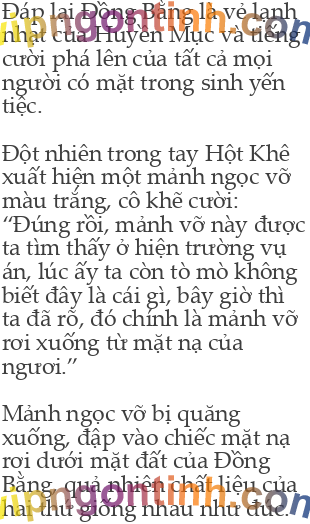 Đáp lại Đồng Bằng là vẻ lạnh
nhạt của Huyền Mục và tiếng
cười phá lên của tất cả mọi
người có mặt trong sinh yến
tiệc.
Đột nhiên trong tay Hột Khê
xuất hiện một mảnh ngọc vỡ
màu trắng, cô khẽ cười:
“Đúng rồi, mảnh vỡ này được
ta tìm thấy ở hiện trường vụ
án, lúc ấy ta còn tò mò không
biết đây là cái gì, bây giờ thì
ta đã rõ, đó chính là mảnh vỡ
rơi xuống từ mặt nạ của
ngươi.”
Mảnh ngọc vỡ bị quăng
xuống, đập vào chiếc mặt nạ
rơi dưới mặt đất của Đồng
Bằng, quả nhiên chất liệu của
hai thứ giống nhau như đúc.